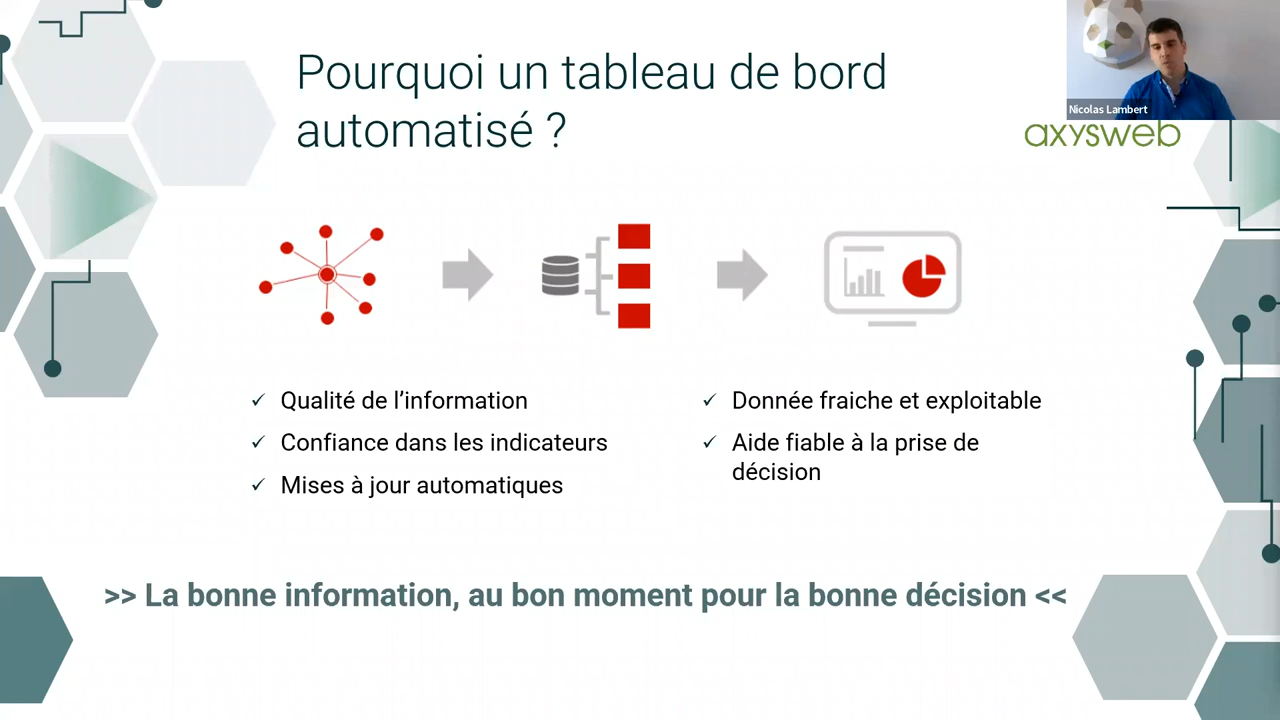 Pourquoi un tableau de bord
automatisé ?
Nicolas Lambert
axysweb
✓ Qualité de l’information
✓ Confiance dans les indicateurs
✓ Mises à jour automatiques
✓ Donnée fraiche et exploitable
✓ Aide fiable à la prise de
décision
>> La bonne information, au bon moment pour la bonne décision <<